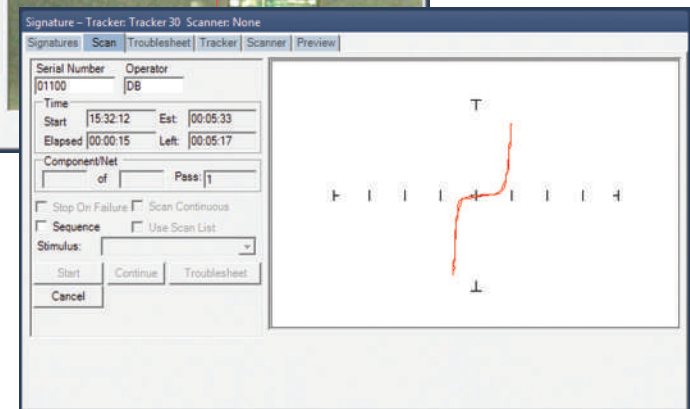 Signature – Tracker: Tracker 30 Scanner: None
Signatures Scan Troublesheet Tracker Scanner Preview
Serial Number Operator
01100 DB
Time
Start 15:32:12 Est: 00:05:33
Elapsed 00:00:15 Left: 00:05:17
Component/Net
of Pass: 1
Stop On Failure Scan Continuous
Sequence Use Scan List
Stimulus:
Start Continue Troublesheet
Cancel